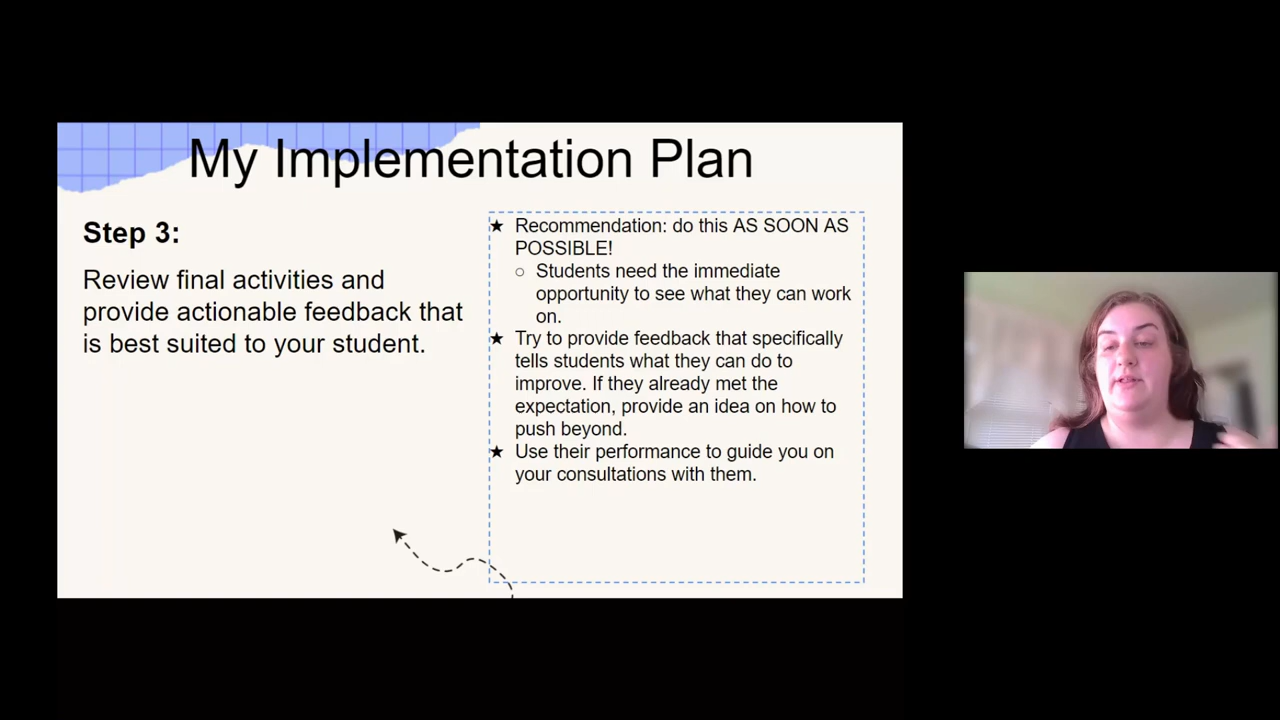 My Implementation Plan
Step 3:
Review final activities and
provide actionable feedback that
is best suited to your student.
★ Recommendation: do this AS SOON AS
POSSIBLE!
○ Students need the immediate
opportunity to see what they can work
on.
★ Try to provide feedback that specifically
tells students what they can do to
improve. If they already met the
expectation, provide an idea on how to
push beyond.
★ Use their performance to guide you on
your consultations with them.